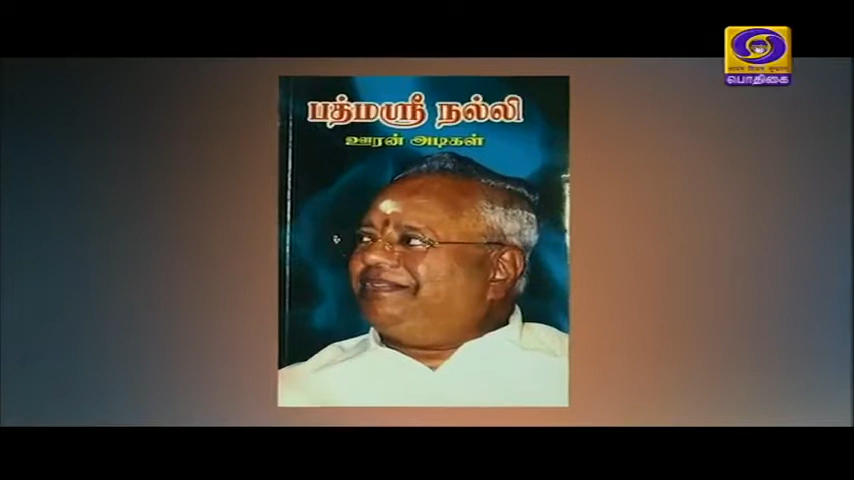 பத்மஸ்ரீ நல்லி
ஊரன் அடிகள்
பொதிகை